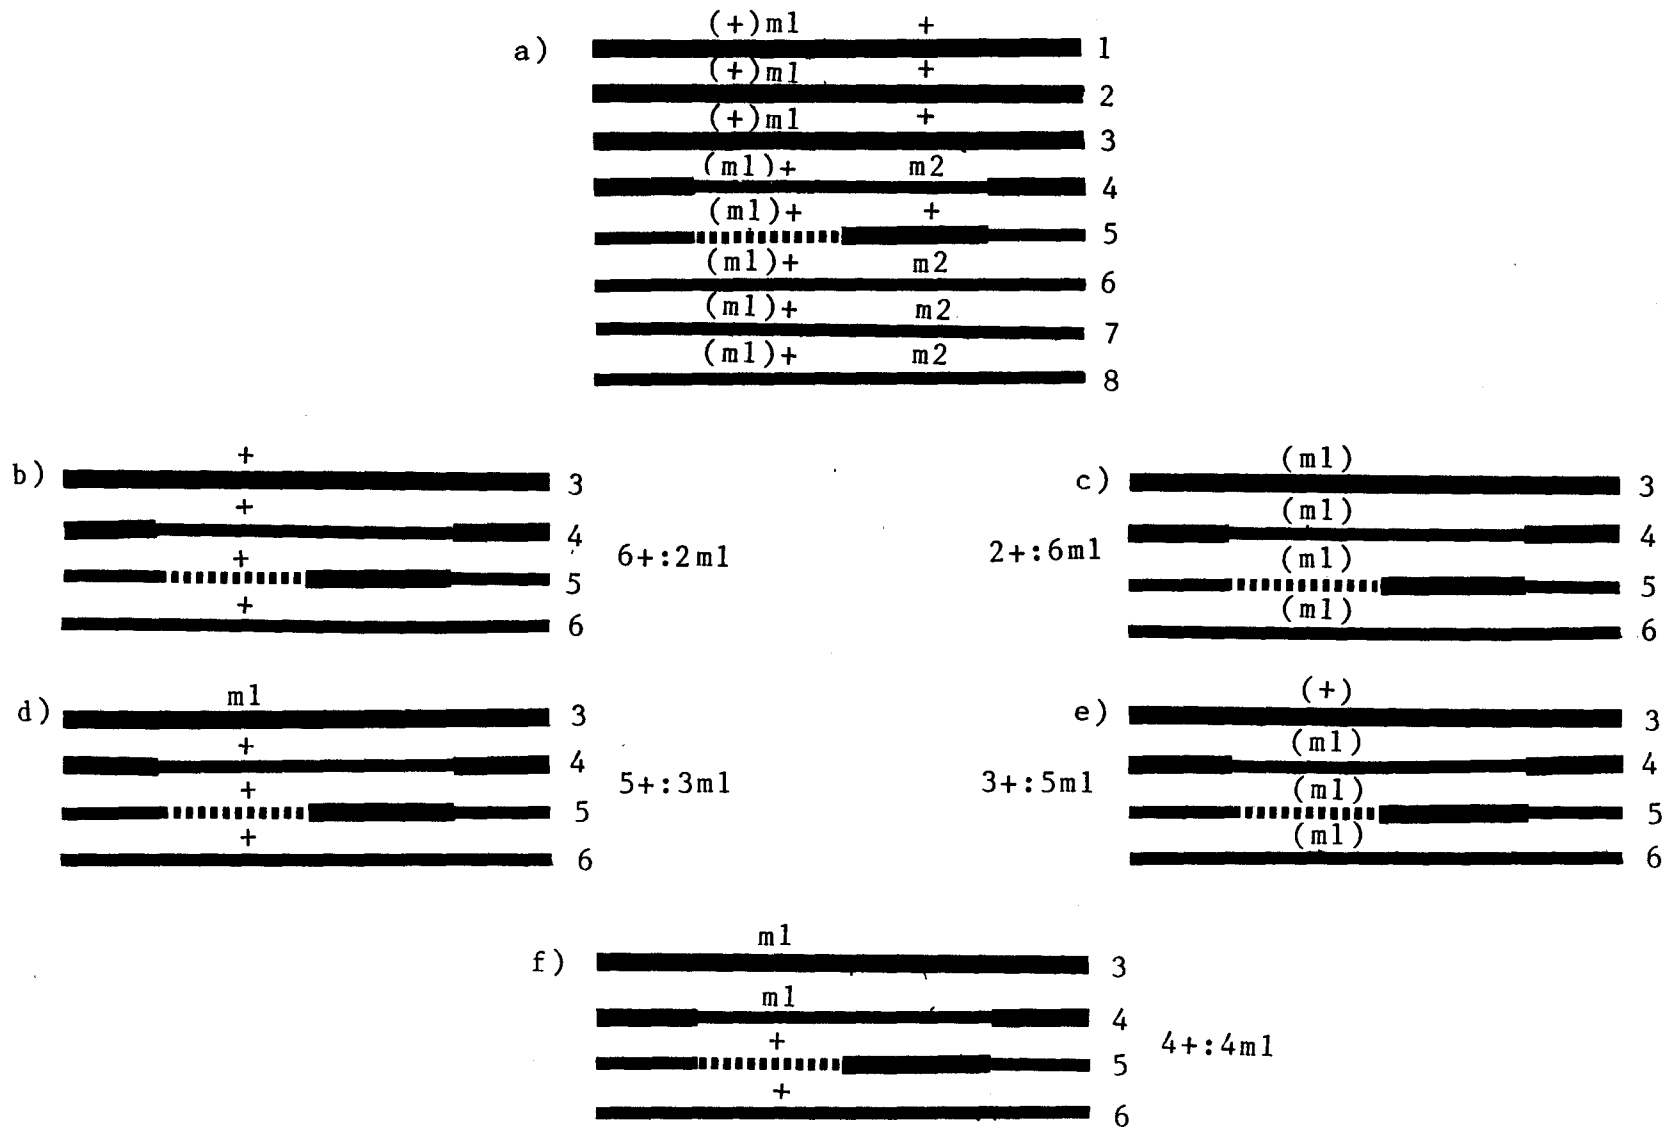 (+)m1 +
a) 1
(+)m1 +
2
(+)m1 +
3
(m1)+ m2
4
(m1)+ +
5
(m1)+ m2
6
(m1)+ m2
7
(m1)+ m2
8
+
b) 3
+
4
+
6+:2m1
5
+
6
(m1)
c) 3
(m1)
4
(m1)
2+:6m1
5
(m1)
6
m1
d) 3
+
4
+
5+:3m1
5
+
6
(+)
e) 3
(m1)
4
(m1)
3+:5m1
5
(m1)
6
m1
f) 3
m1
4
+
4+:4m1
5
+
6